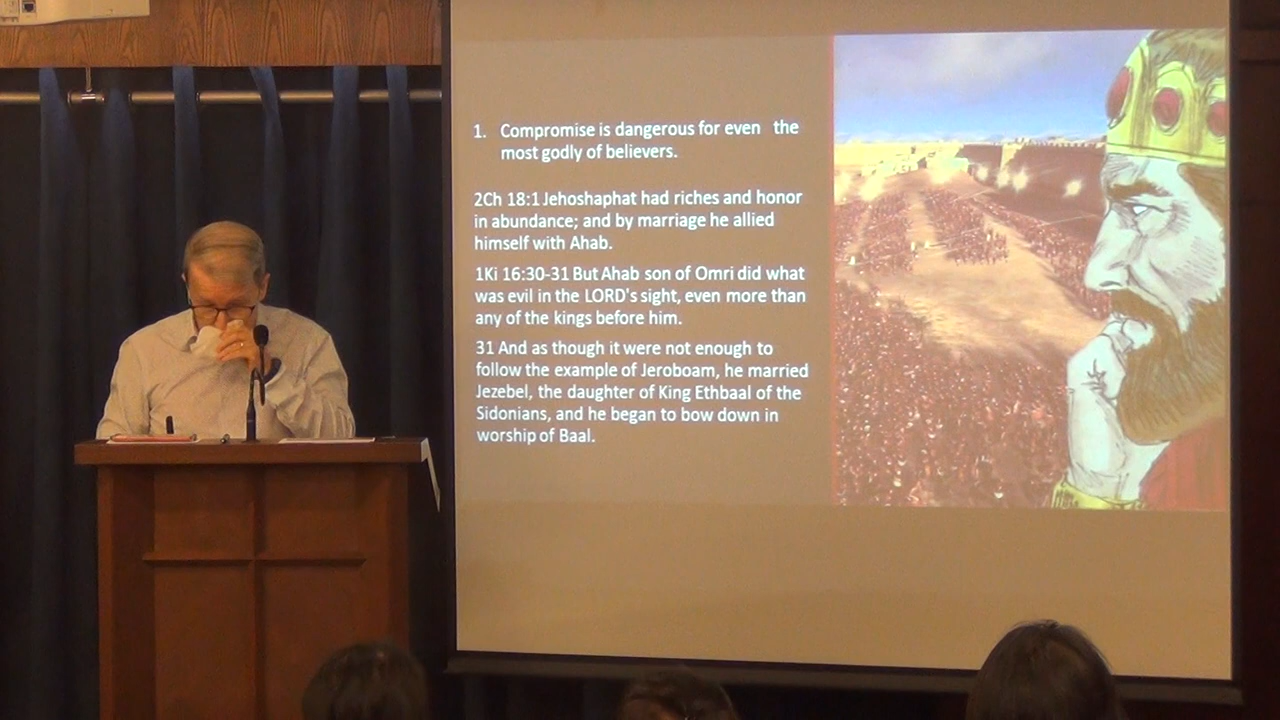 1. Compromise is dangerous for even the
most godly of believers.
2Ch 18:1 Jehoshaphat had riches and honor
in abundance; and by marriage he allied
himself with Ahab.
1Ki 16:30-31 But Ahab son of Omri did what
was evil in the LORD's sight, even more than
any of the kings before him.
31 And as though it were not enough to
follow the example of Jeroboam, he married
Jezebel, the daughter of King Ethbaal of the
Sidonians, and he began to bow down in
worship of Baal.